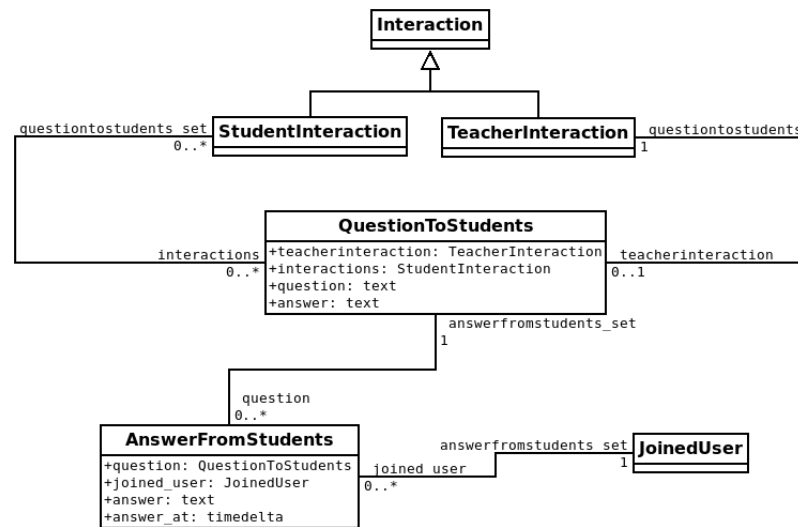 Interaction
questiontostudents_set
StudentInteraction
TeacherInteraction
questiontostudents
0..*
1
QuestionToStudents
interactions
+teacherinteraction: TeacherInteraction
teacherinteraction
0..*
+interactions: StudentInteraction
0..1
+question: text
+answer: text
answerfromstudents_set
1
question
0..*
AnswerFromStudents
answerfromstudents_set
JoinedUser
+question: QuestionToStudents
joined_user
1
+joined_user: JoinedUser
0..*
+answer: text
+answer_at: timedelta